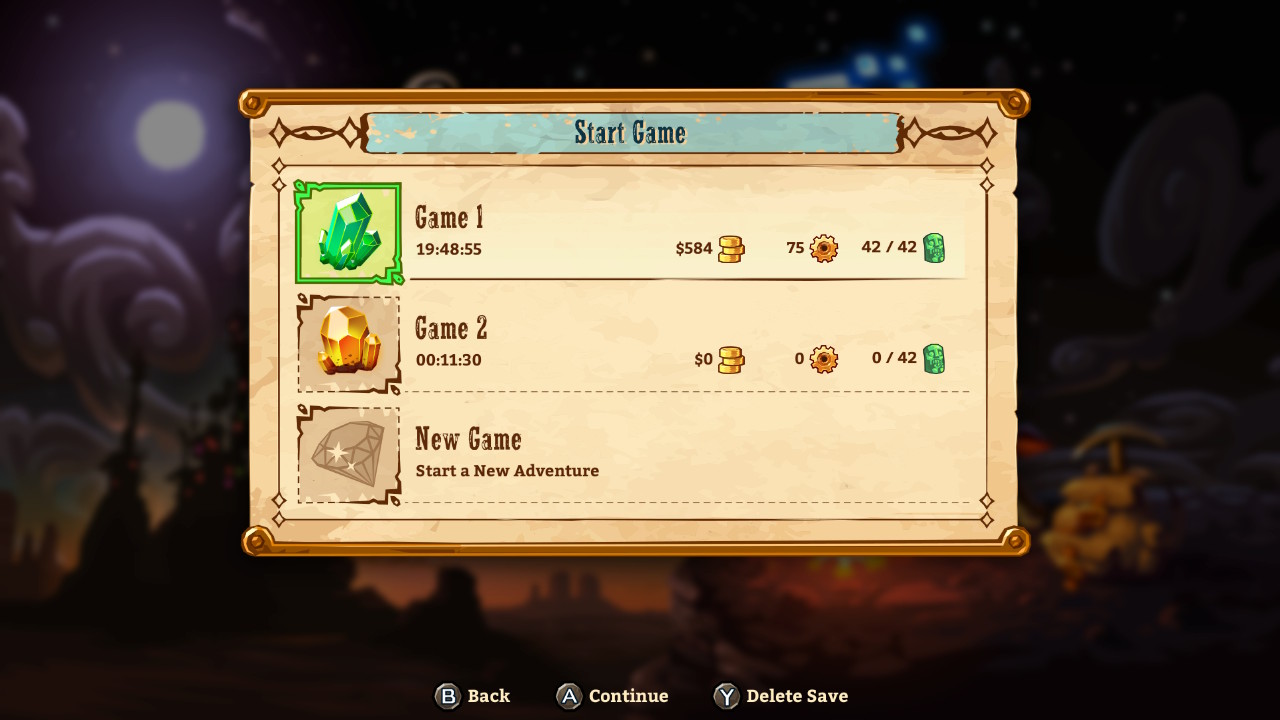 Start Game
Game 1
19:48:55 $584 75 42 / 42
Game 2
00:11:30 $0 0 0 / 42
New Game
Start a New Adventure
B Back A Continue Y Delete Save